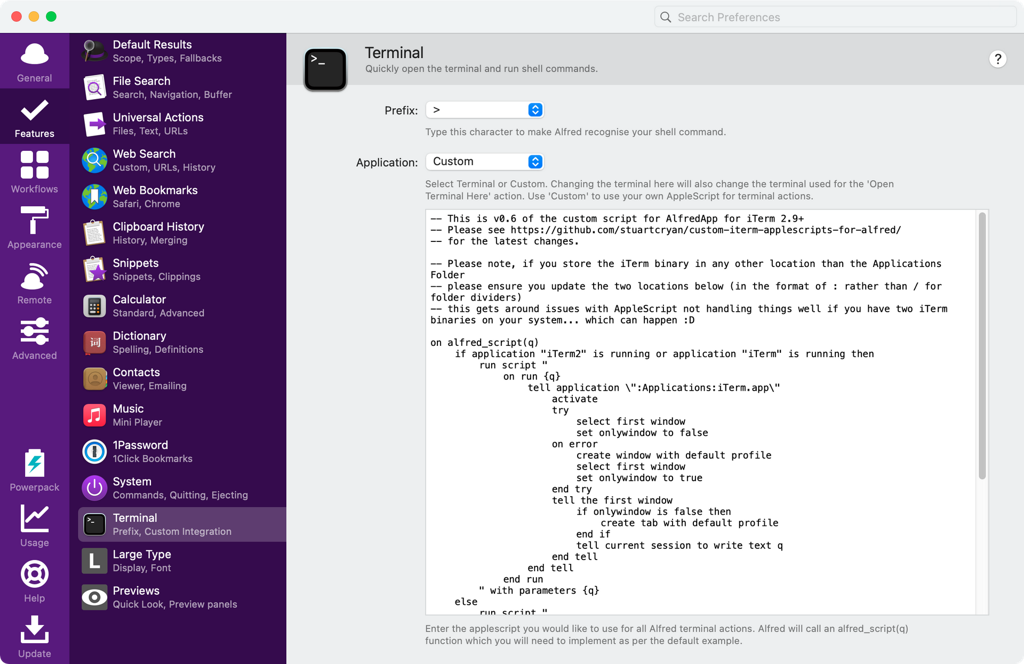 Search Preferences
General
Features
Workflows
Appearance
Remote
Advanced
Powerpack
Usage
Help
Update
Default Results
Scope, Types, Fallbacks
File Search
Search, Navigation, Buffer
Universal Actions
Files, Text, URLs
Web Search
Custom, URLs, History
Web Bookmarks
Safari, Chrome
Clipboard History
History, Merging
Snippets
Snippets, Clippings
Calculator
Standard, Advanced
Dictionary
Spelling, Definitions
Contacts
Viewer, Emailing
Music
Mini Player
1Password
1Click Bookmarks
System
Commands, Quitting, Ejecting
Terminal
Prefix, Custom Integration
L
Large Type
Display, Font
Previews
Quick Look, Preview panels
>_
Terminal
Quickly open the terminal and run shell commands.
?
Prefix: >
Type this character to make Alfred recognise your shell command.
Application: Custom
Select Terminal or Custom. Changing the terminal here will also change the terminal used for the 'Open
Terminal Here' action. Use 'Custom' to use your own AppleScript for terminal actions.
-- This is v0.6 of the custom script for AlfredApp for iTerm 2.9+
-- Please see https://github.com/stuartcryan/custom-iterm-applescripts-for-alfred/
-- for the latest changes.
-- Please note, if you store the iTerm binary in any other location than the Applications
Folder
-- please ensure you update the two locations below (in the format of : rather than / for
folder dividers)
-- this gets around issues with AppleScript not handling things well if you have two iTerm
binaries on your system... which can happen :D
on alfred_script(q)
if application "iTerm2" is running or application "iTerm" is running then
run script "
on run {q}
tell application \":Applications:iTerm.app\"
activate
try
select first window
set onlywindow to false
on error
create window with default profile
select first window
set onlywindow to true
end try
tell the first window
if onlywindow is false then
create tab with default profile
end if
tell current session to write text q
end tell
end tell
end run
" with parameters {q}
else
run script "
Enter the applescript you would like to use for all Alfred terminal actions. Alfred will call an alfred_script(q)
function which you will need to implement as per the default example.